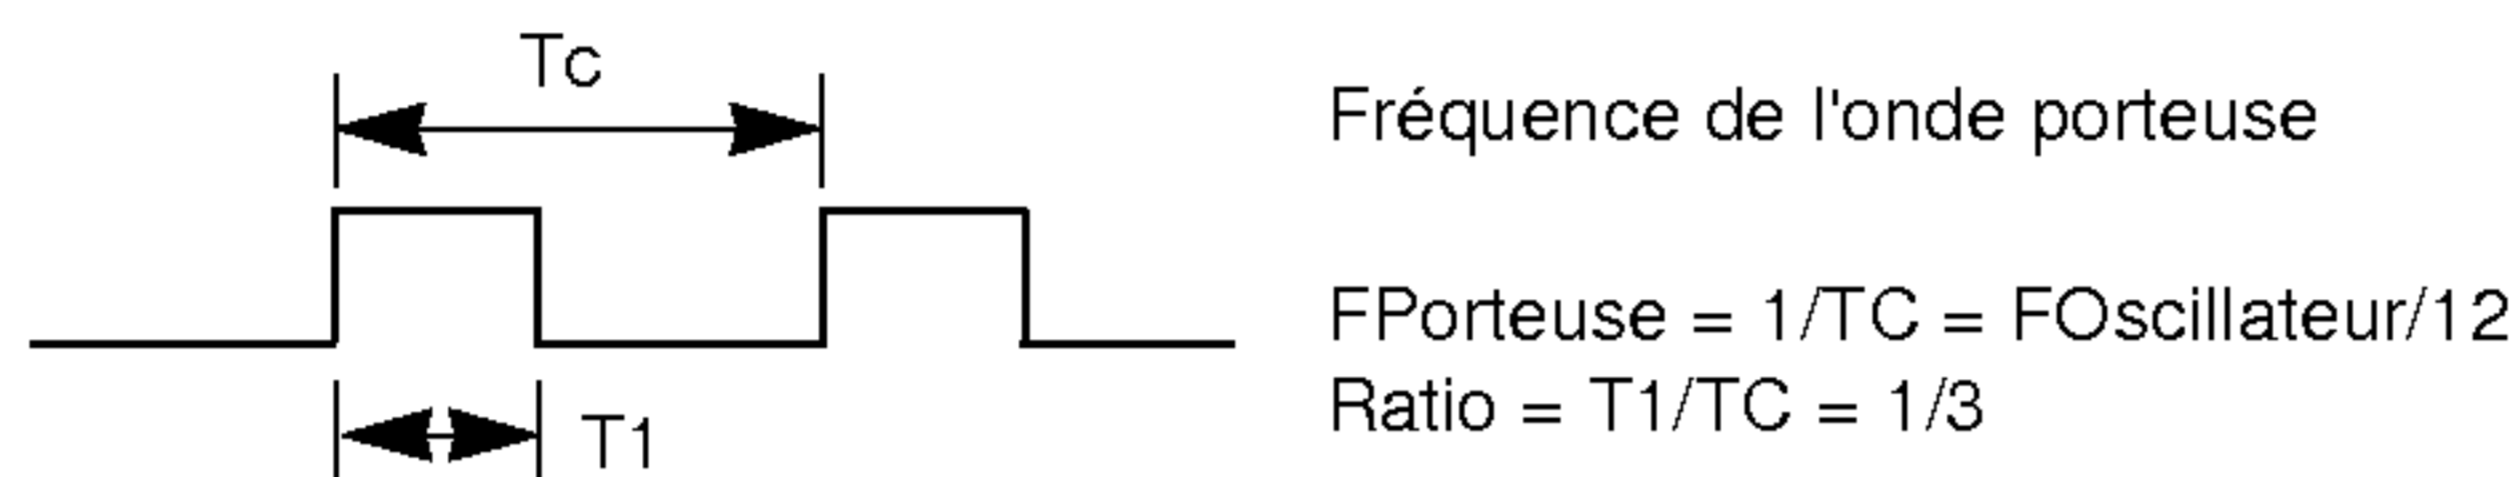 Tc
Fréquence de l'onde porteuse
FPorteuse = 1/TC = FOscillateur/12
Ratio = T1/TC = 1/3
T1